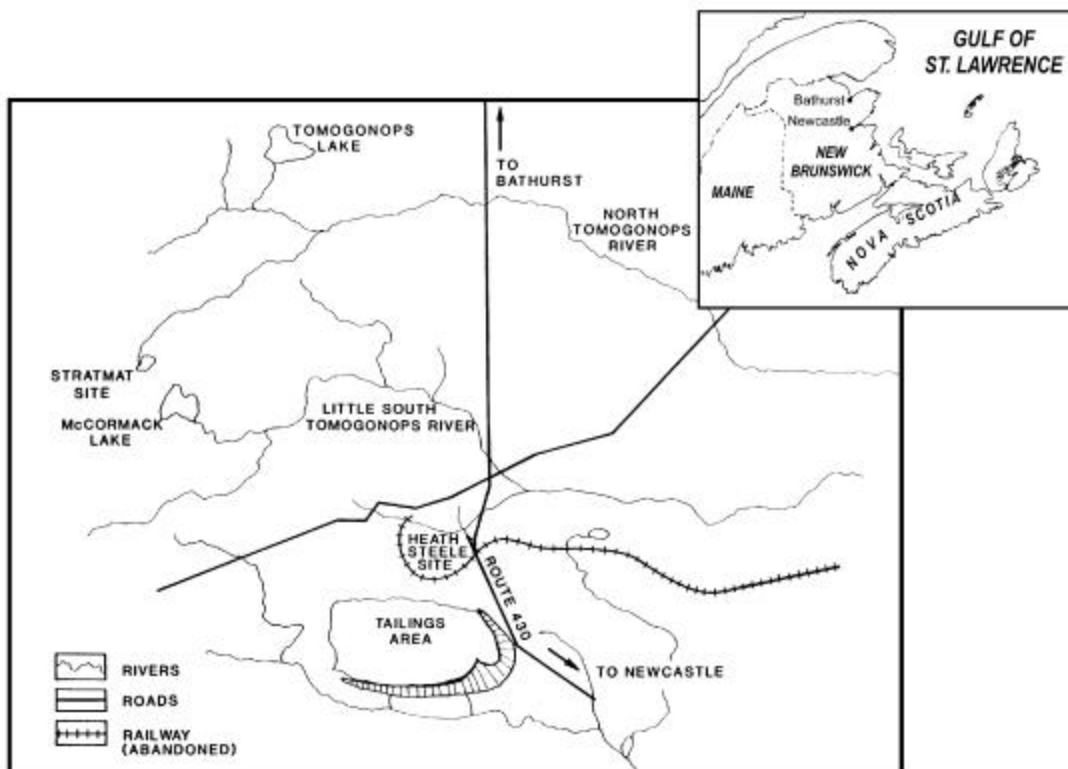 GULF OF
ST. LAWRENCE
Bathurst
Newcastle
NEW
BRUNSWICK
MAINE
NOVA SCOTIA
TOMOGONOPS
LAKE
TO
BATHURST
NORTH
TOMOGONOPS
RIVER
STRATMAT
SITE
McCORMACK
LAKE
LITTLE SOUTH
TOMOGONOPS RIVER
HEATH
STEELE
SITE
ROUTE 430
TAILINGS
AREA
TO NEWCASTLE
RIVERS
ROADS
RAILWAY
(ABANDONED)